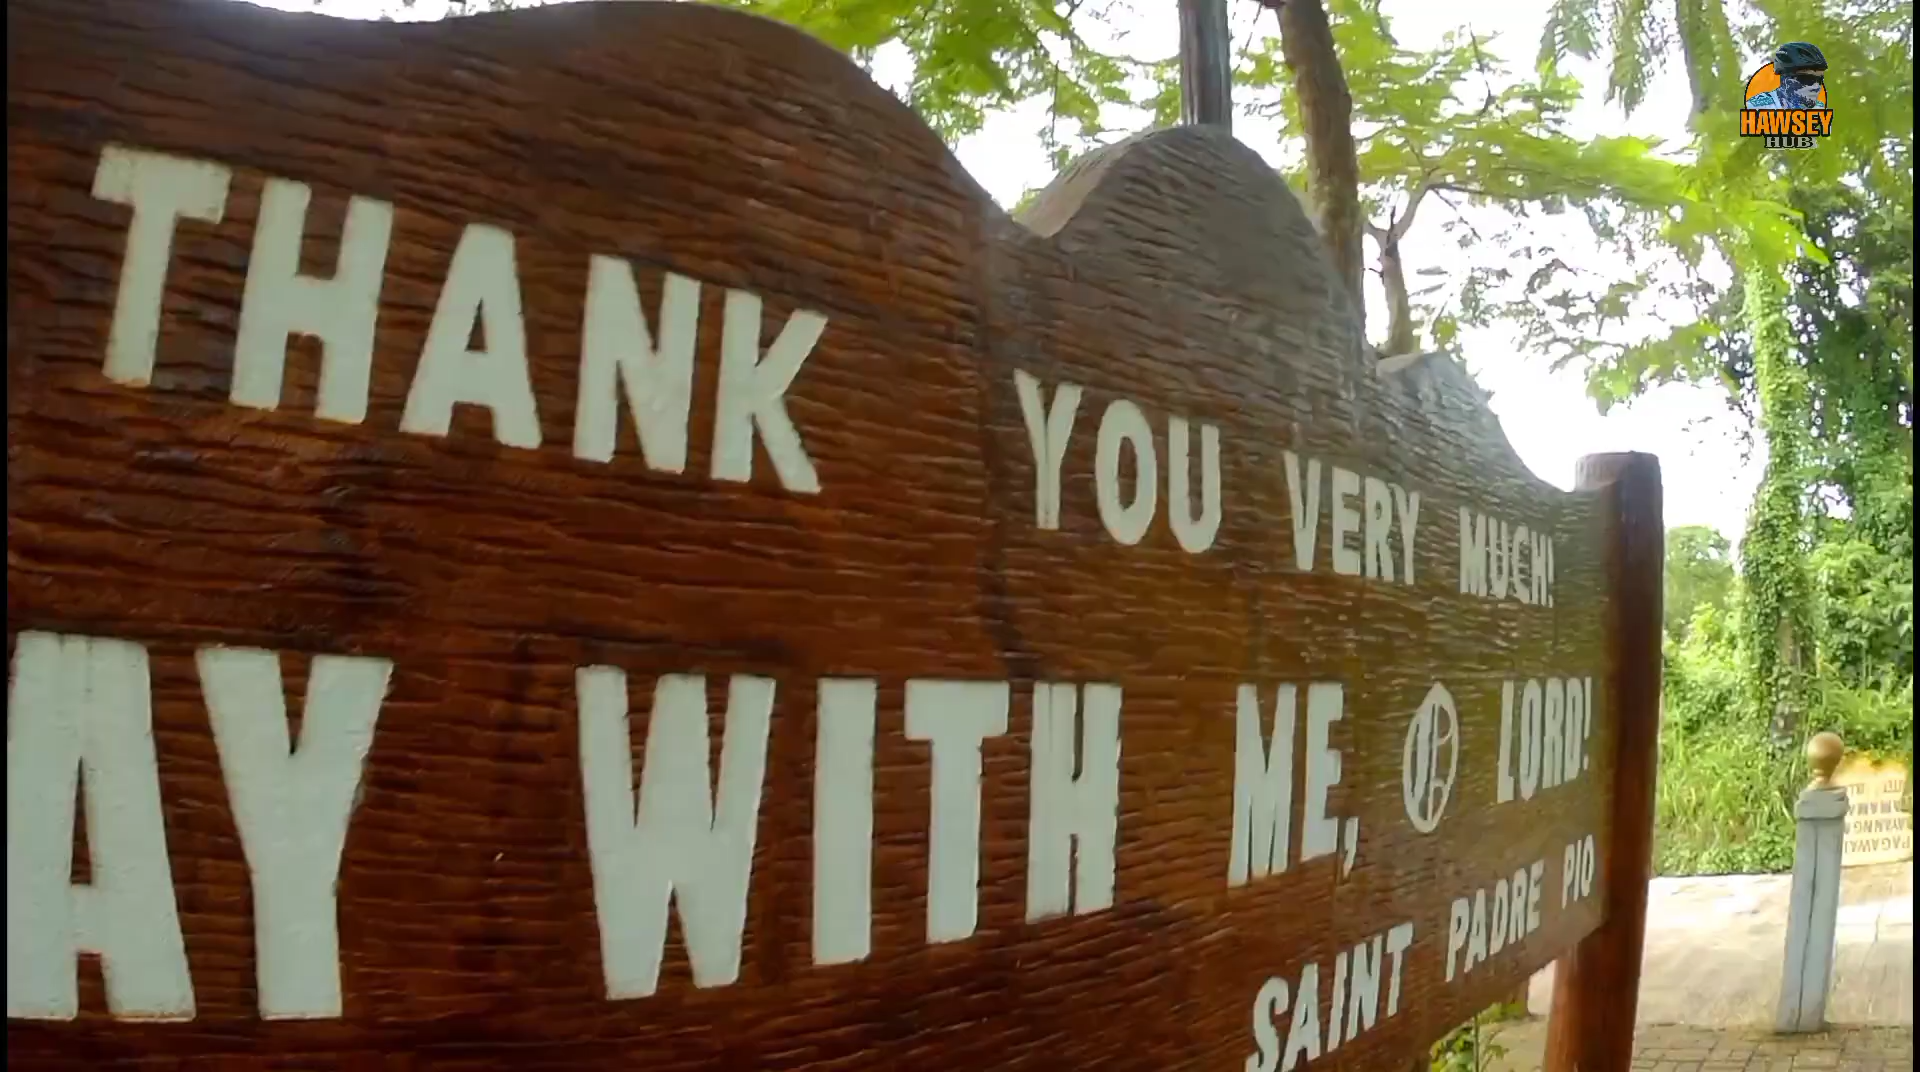 HAWSEY
HUB
THANK YOU VERY MUCH!
AY WITH ME, O LORD!
SAINT PADRE PIO